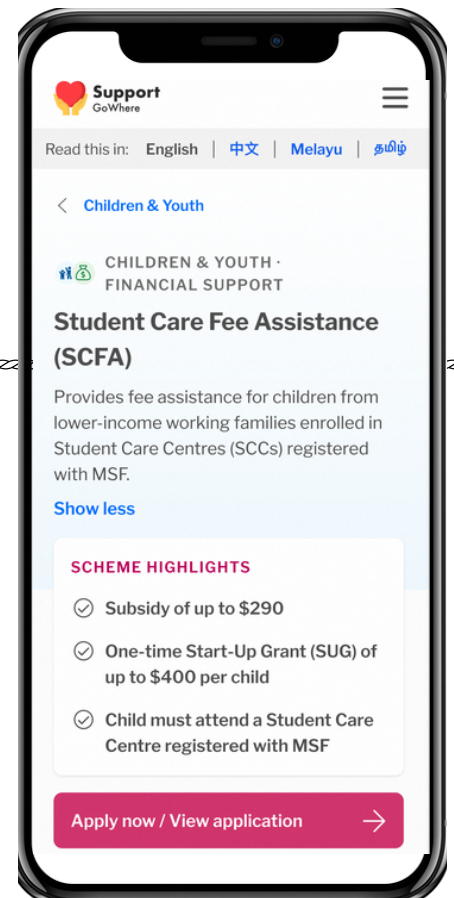 Support
GoWhere
Read this in: English | 中文 | Melayu | தமிழ்
Children & Youth
CHILDREN & YOUTH ·
FINANCIAL SUPPORT
Student Care Fee Assistance
(SCFA)
Provides fee assistance for children from
lower-income working families enrolled in
Student Care Centres (SCCs) registered
with MSF.
Show less
SCHEME HIGHLIGHTS
Subsidy of up to $290
One-time Start-Up Grant (SUG) of
up to $400 per child
Child must attend a Student Care
Centre registered with MSF
Apply now / View application